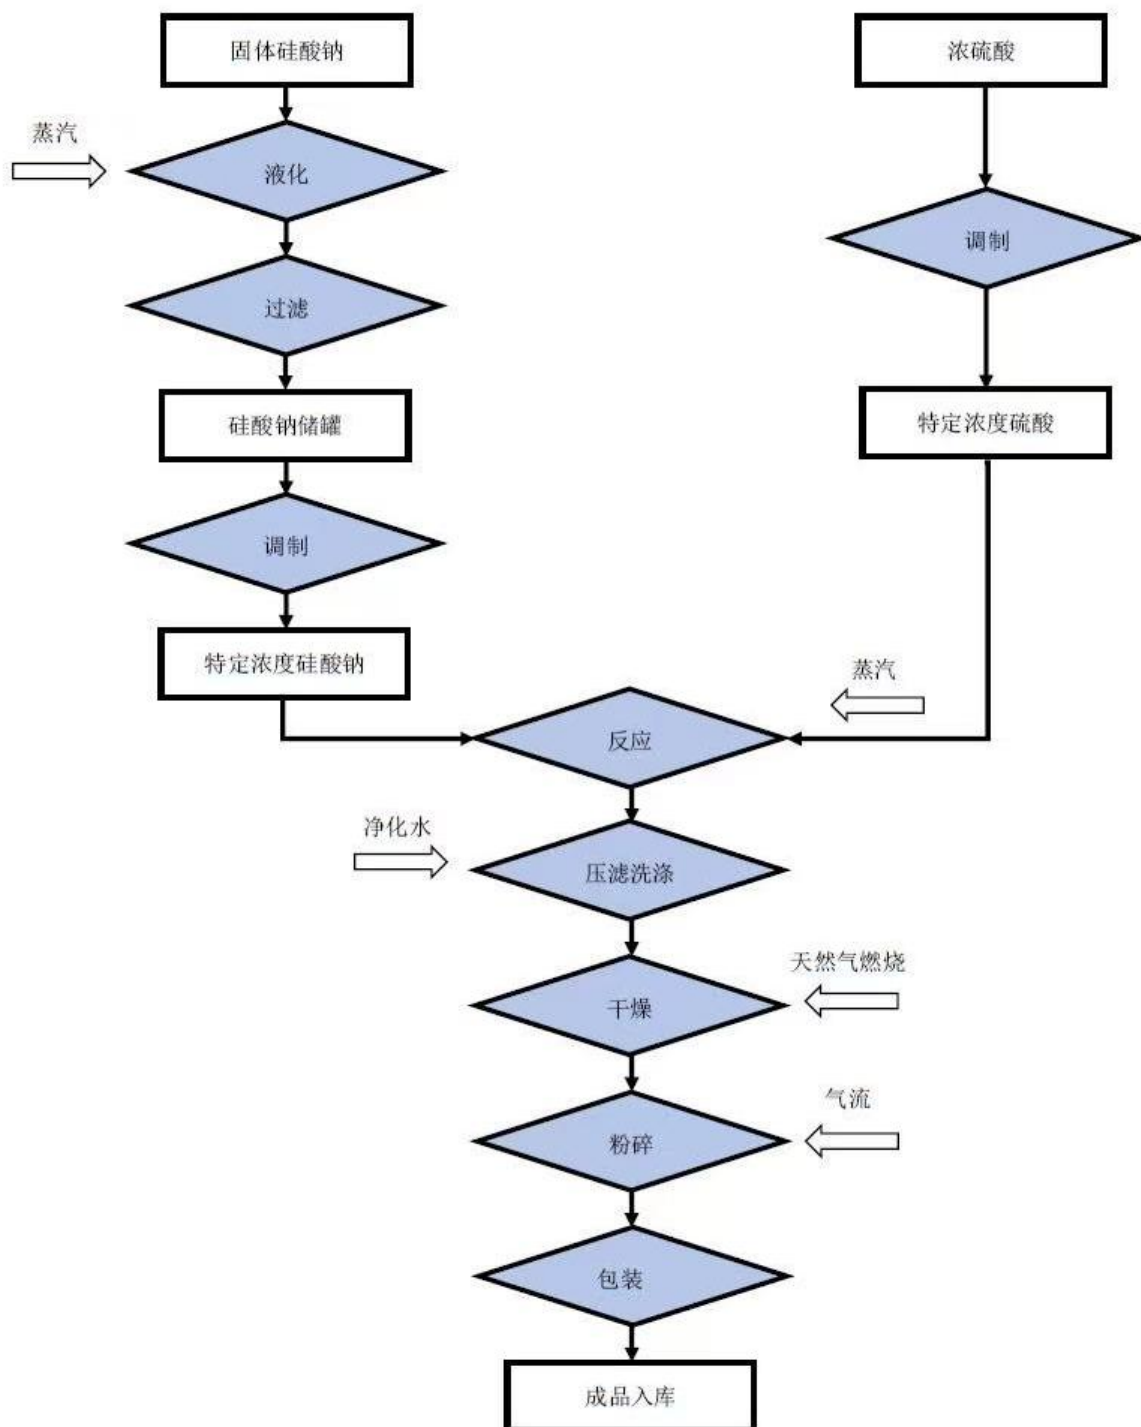 固体硅酸钠
浓硫酸
蒸汽
液化
调制
过滤
硅酸钠储罐
特定浓度硫酸
调制
特定浓度硅酸钠
蒸汽
反应
净化水
压滤洗涤
天然气燃烧
干燥
气流
粉碎
包装
成品入库